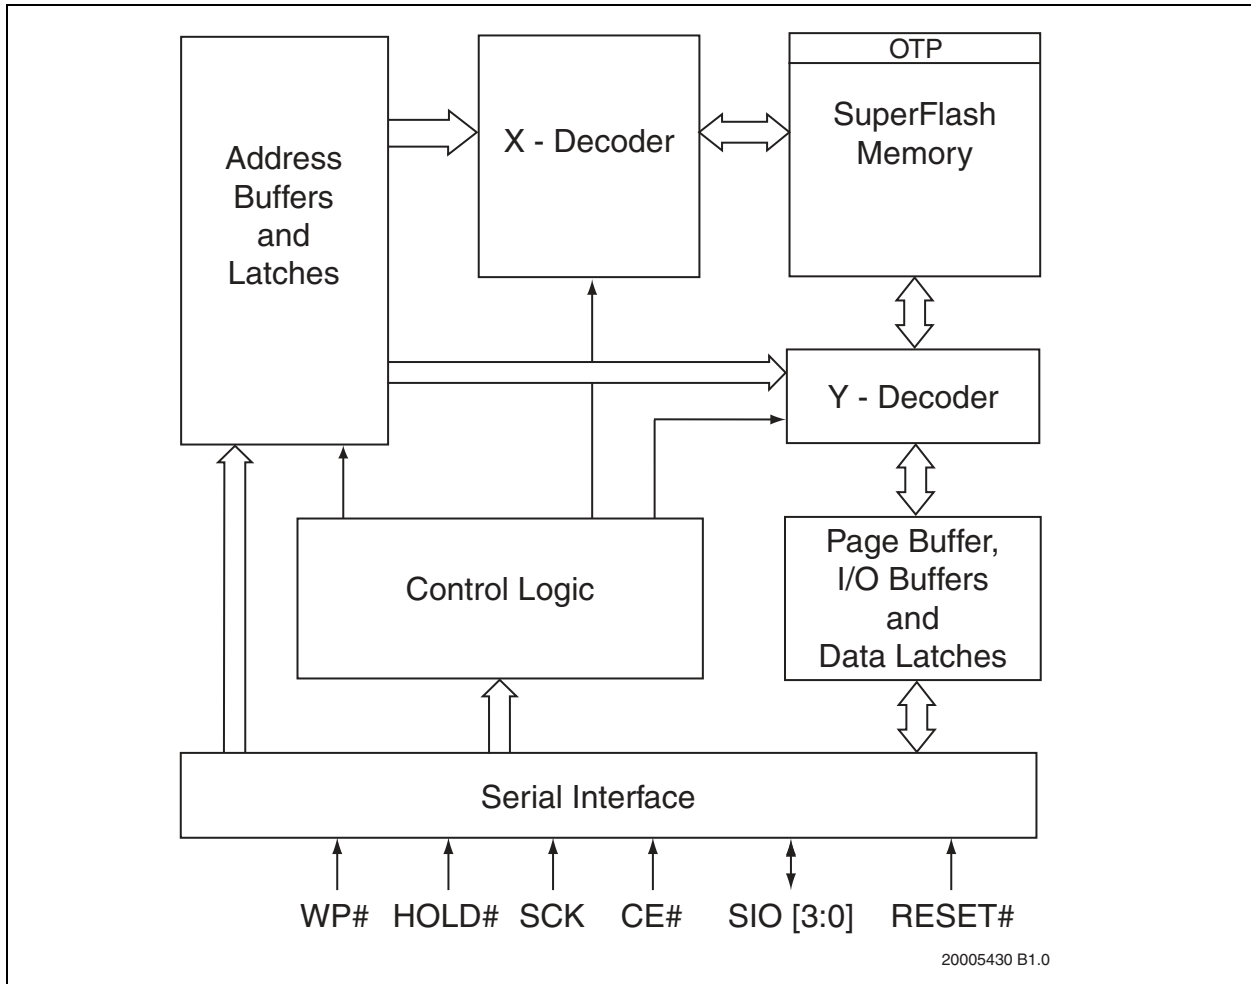 OTP
SuperFlash
Memory
X - Decoder
Address
Buffers
and
Latches
Y - Decoder
Page Buffer,
I/O Buffers
and
Data Latches
Control Logic
Serial Interface
WP# HOLD# SCK CE# SIO [3:0] RESET#
20005430 B1.0